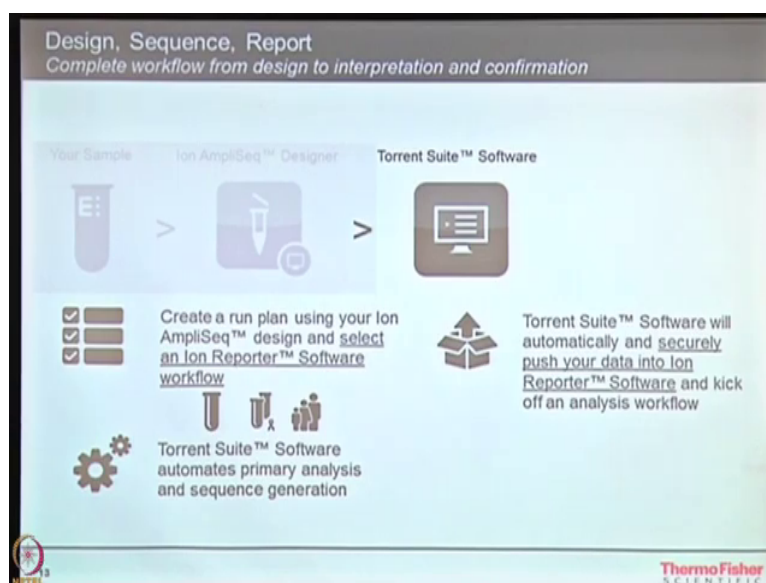 Design, Sequence, Report
Complete workflow from design to interpretation and confirmation
Your Sample
Ion AmpliSeq™ Designer
Torrent Suite™ Software
E:
>
>
Create a run plan using your Ion
AmpliSeq™ design and select
an Ion Reporter™ Software
workflow
Torrent Suite™ Software
automates primary analysis
and sequence generation
Torrent Suite™ Software will
automatically and securely
push your data into Ion
Reporter™ Software and kick
off an analysis workflow
13
NPTEL
ThermoFisher
SCIENTIFIC